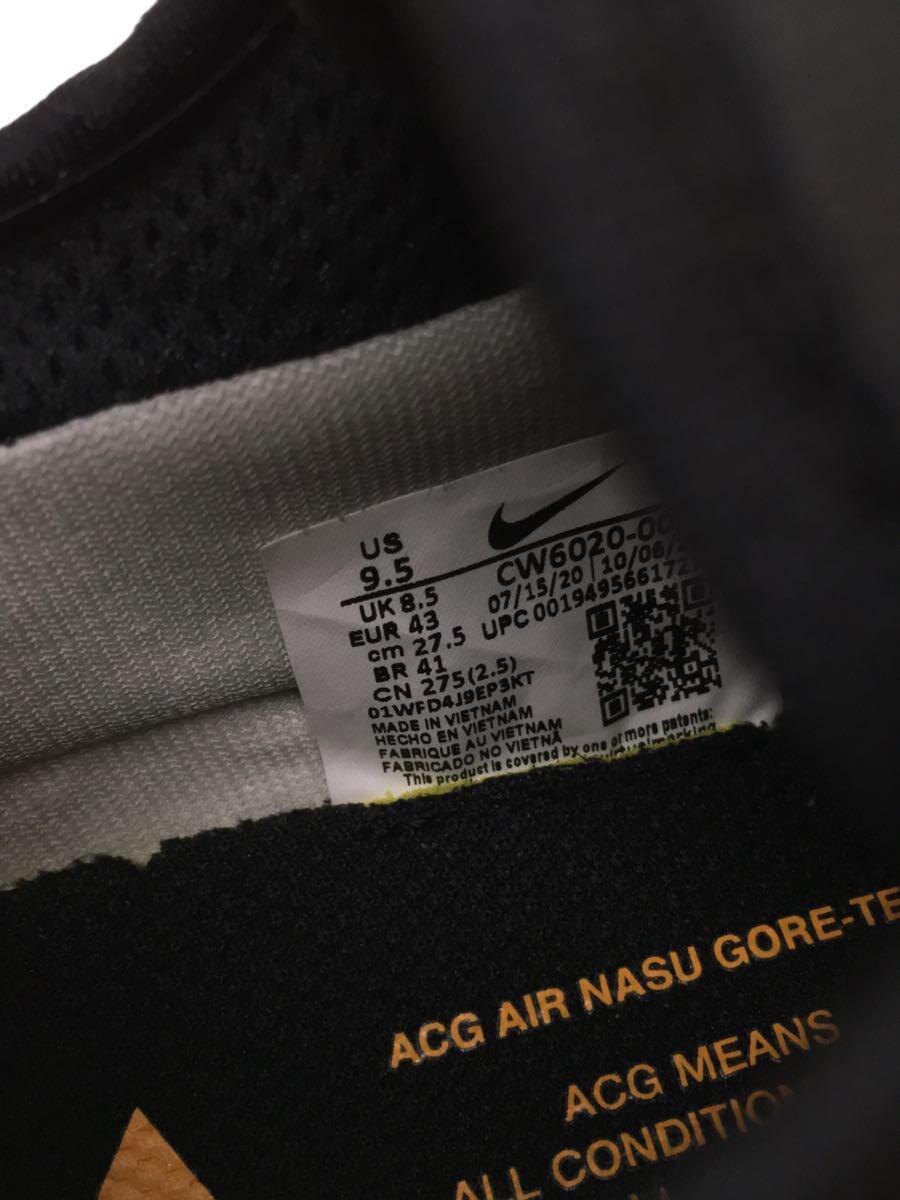 US
9.5
UK 8.5
EUR 43
cm 27.5
BR 41
CN 275(2.5)
01WFD4J9EP3KT
MADE IN VIETNAM
HECHO EN VIETNAM
FABRIQUE AU VIETNAM
FABRICADO NO VIETNÃ
This product is covered by one or more patents:
CW6020-00
07/15/20 10/06/
UPC 001949566172
ACG AIR NASU GORE-TE
ACG MEANS
ALL CONDITION